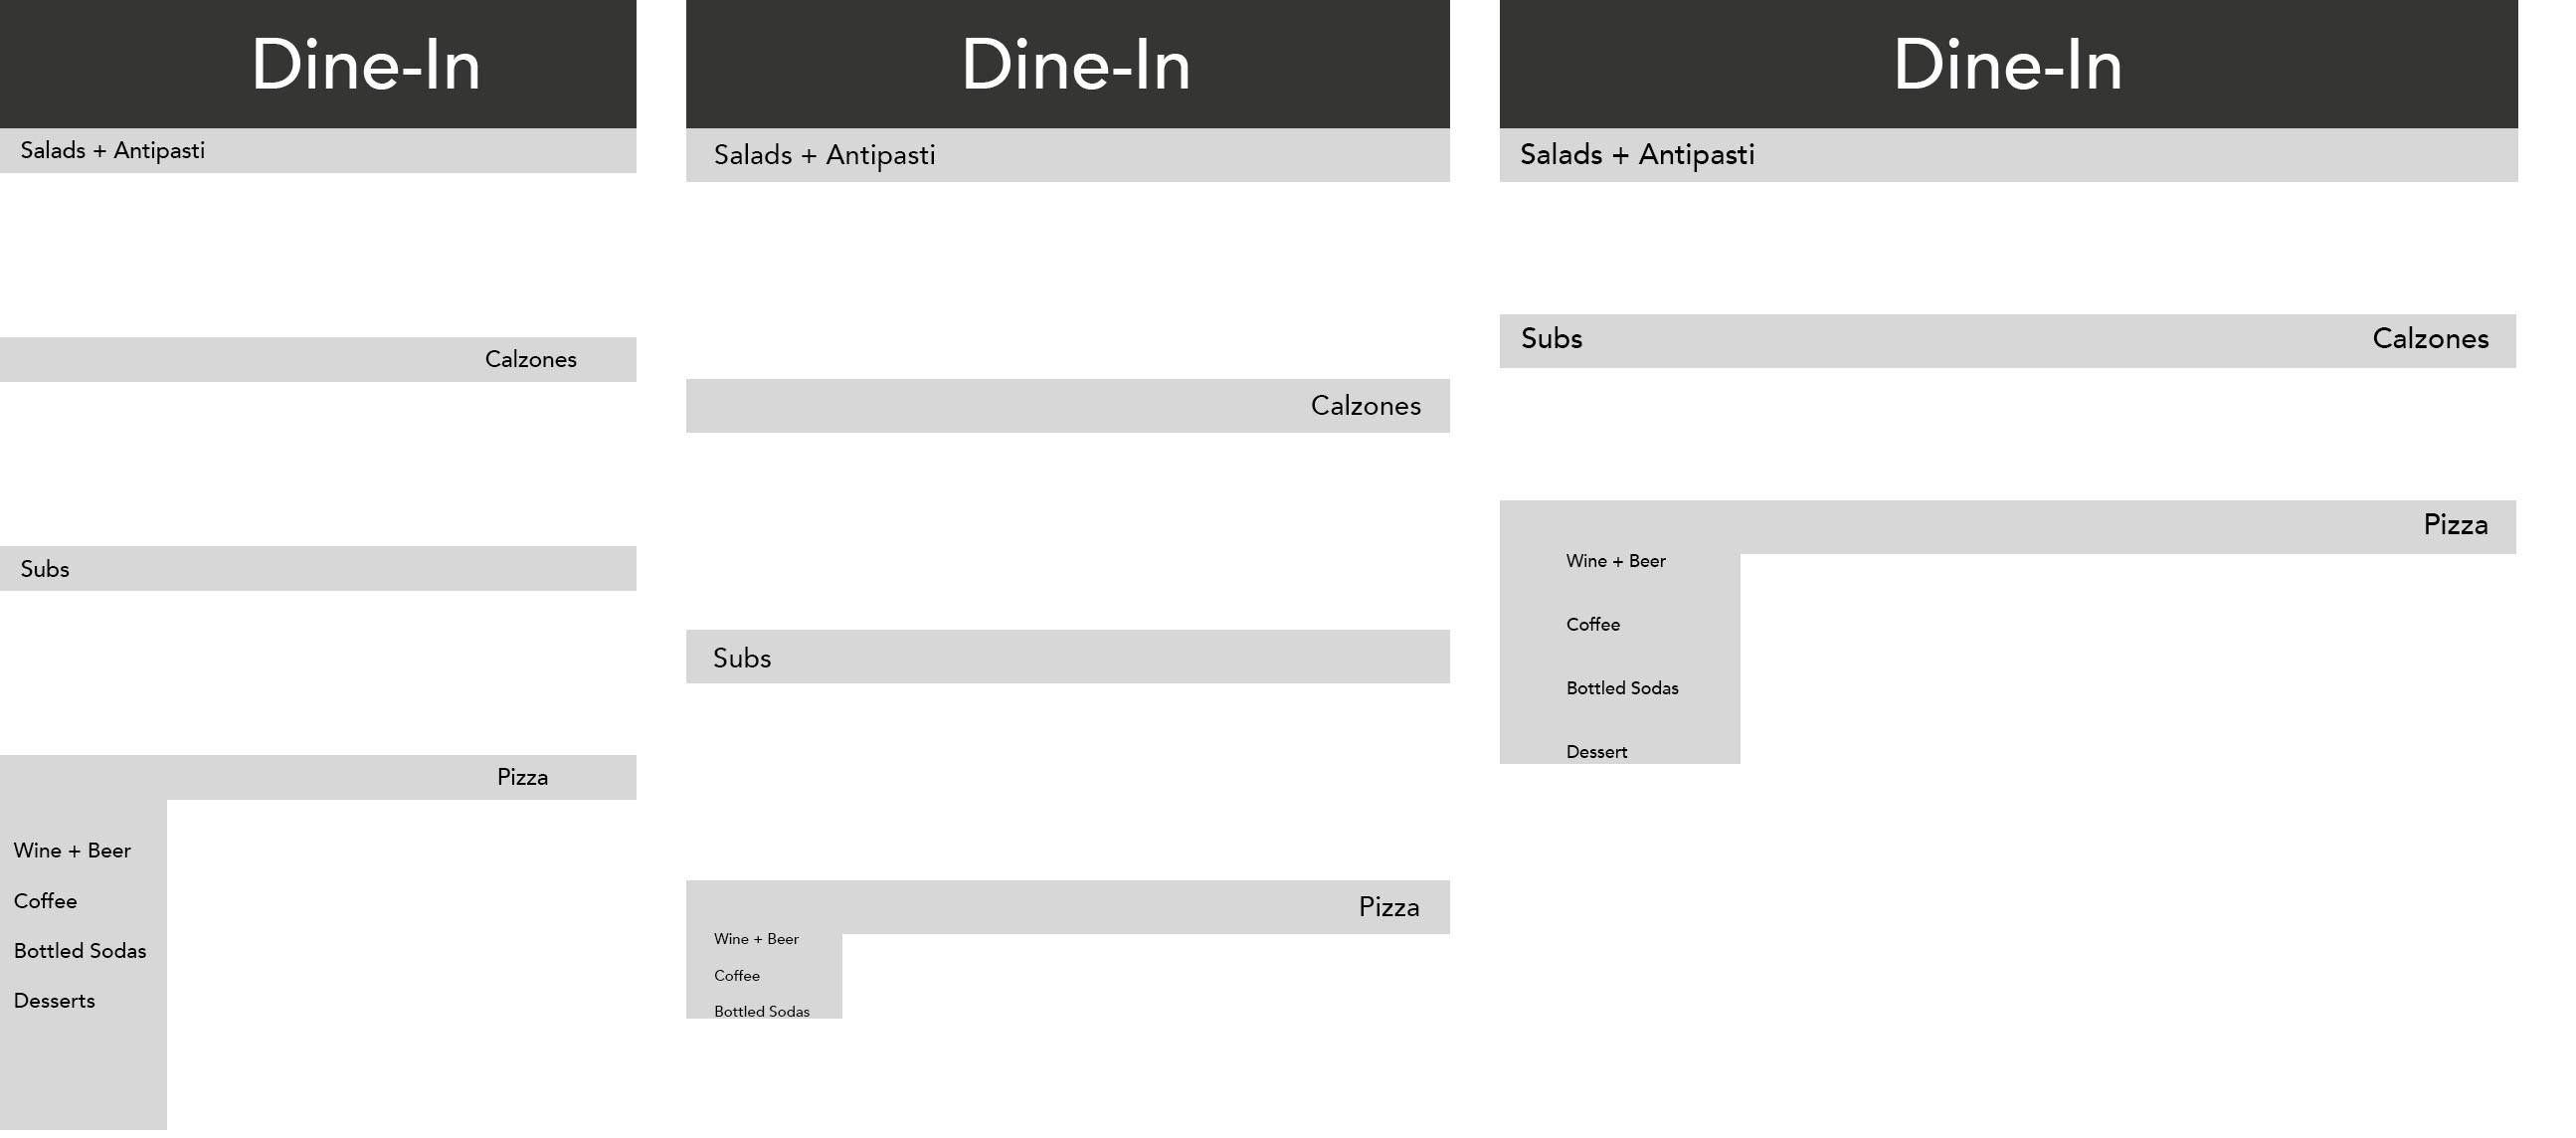 Dine-In
Salads + Antipasti
Calzones
Subs
Pizza
Wine + Beer
Coffee
Bottled Sodas
Desserts
Dine-In
Salads + Antipasti
Calzones
Subs
Pizza
Wine + Beer
Coffee
Bottled Sodas
Dine-In
Salads + Antipasti
Subs Calzones
Pizza
Wine + Beer
Coffee
Bottled Sodas
Dessert